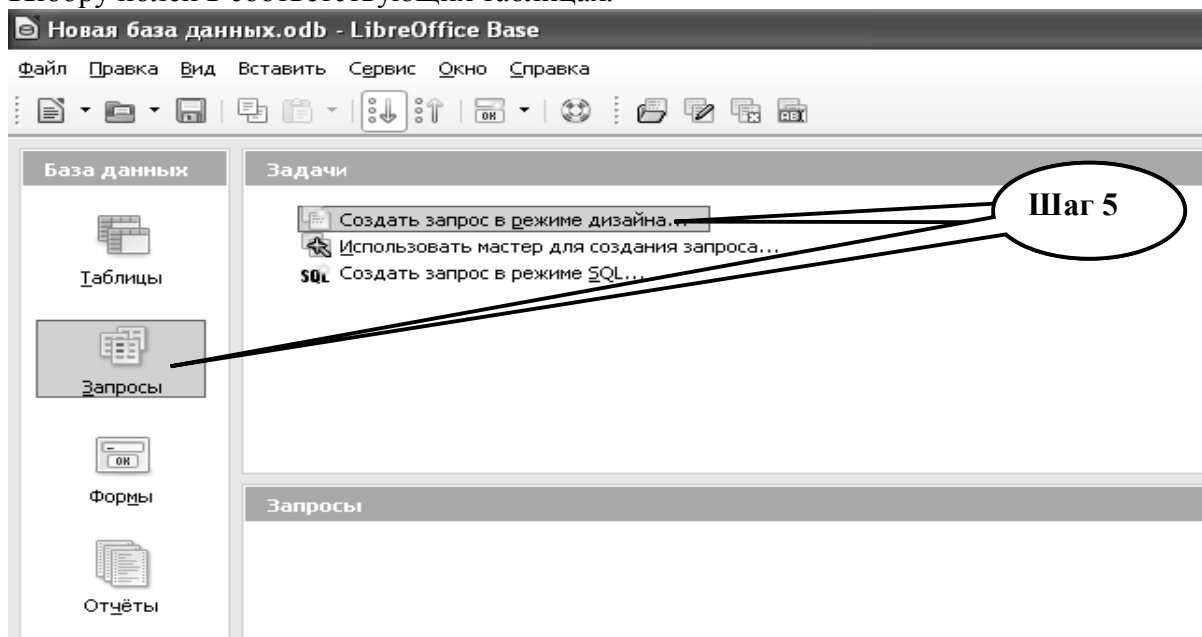 Новая база данных.odb - LibreOffice Base
Файл Правка Вид Вставить Сервис Окно Справка
База данных
Задачи
Шаг 5
Создать запрос в режиме дизайна...
Использовать мастер для создания запроса...
SQL Создать запрос в режиме SQL...
Таблицы
Запросы
Формы
Запросы
Отчёты